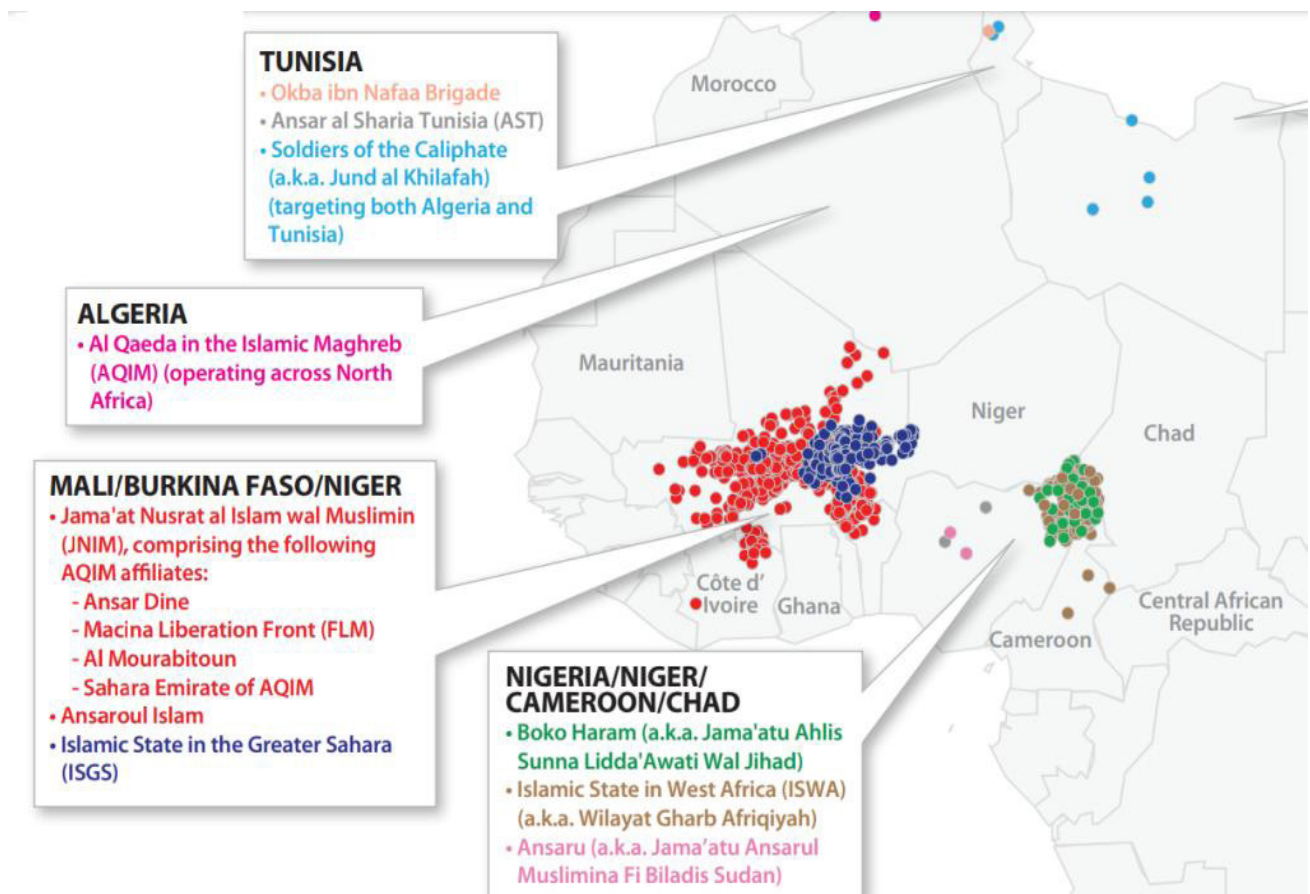 TUNISIA
• Okba ibn Nafaa Brigade
• Ansar al Sharia Tunisia (AST)
• Soldiers of the Caliphate
(a.k.a. Jund al Khilafah)
(targeting both Algeria and
Tunisia)
Morocco
ALGERIA
• Al Qaeda in the Islamic Maghreb
(AQIM) (operating across North
Africa)
Mauritania
Niger
Chad
MALI/BURKINA FASO/NIGER
• Jama'at Nusrat al Islam wal Muslimin
(JNIM), comprising the following
AQIM affiliates:
- Ansar Dine
- Macina Liberation Front (FLM)
- Al Mourabitoun
- Sahara Emirate of AQIM
• Ansaroul Islam
• Islamic State in the Greater Sahara
(ISGS)
Côte d'
Ivoire
Ghana
Cameroon
Central African
Republic
NIGERIA/NIGER/
CAMEROON/CHAD
• Boko Haram (a.k.a. Jama'atu Ahlis
Sunna Lidda'Awati Wal Jihad)
• Islamic State in West Africa (ISWA)
(a.k.a. Wilayat Gharb Afriqiyah)
• Ansaru (a.k.a. Jama’atu Ansarul
Muslimina Fi Biladis Sudan)